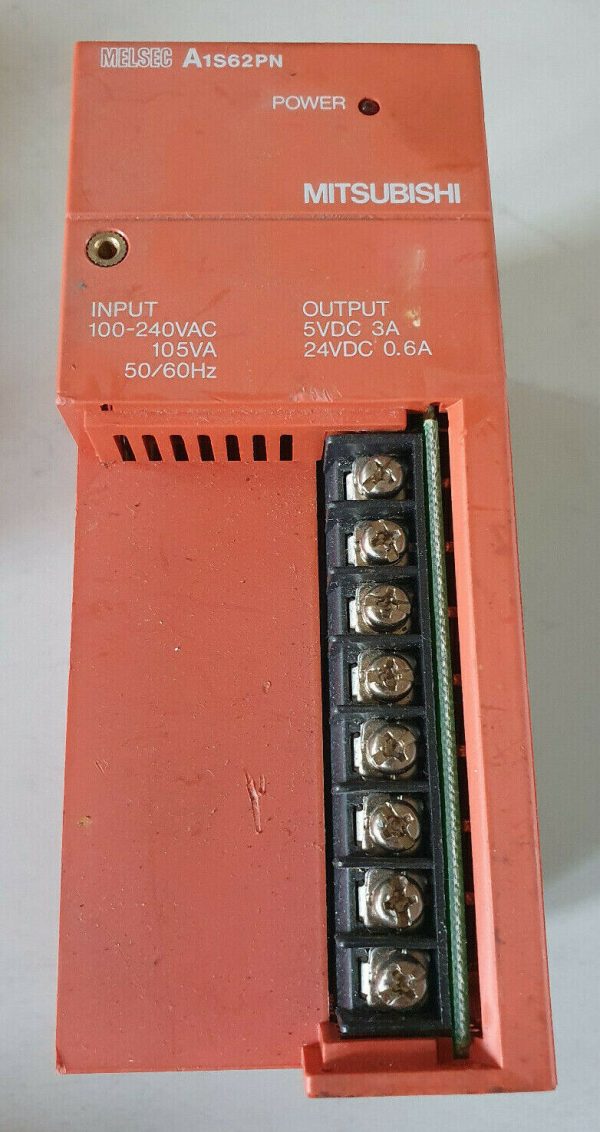 MELSEC A1S62PN
POWER
MITSUBISHI
INPUT
100-240VAC
105VA
50/60Hz
OUTPUT
5VDC 3A
24VDC 0.6A